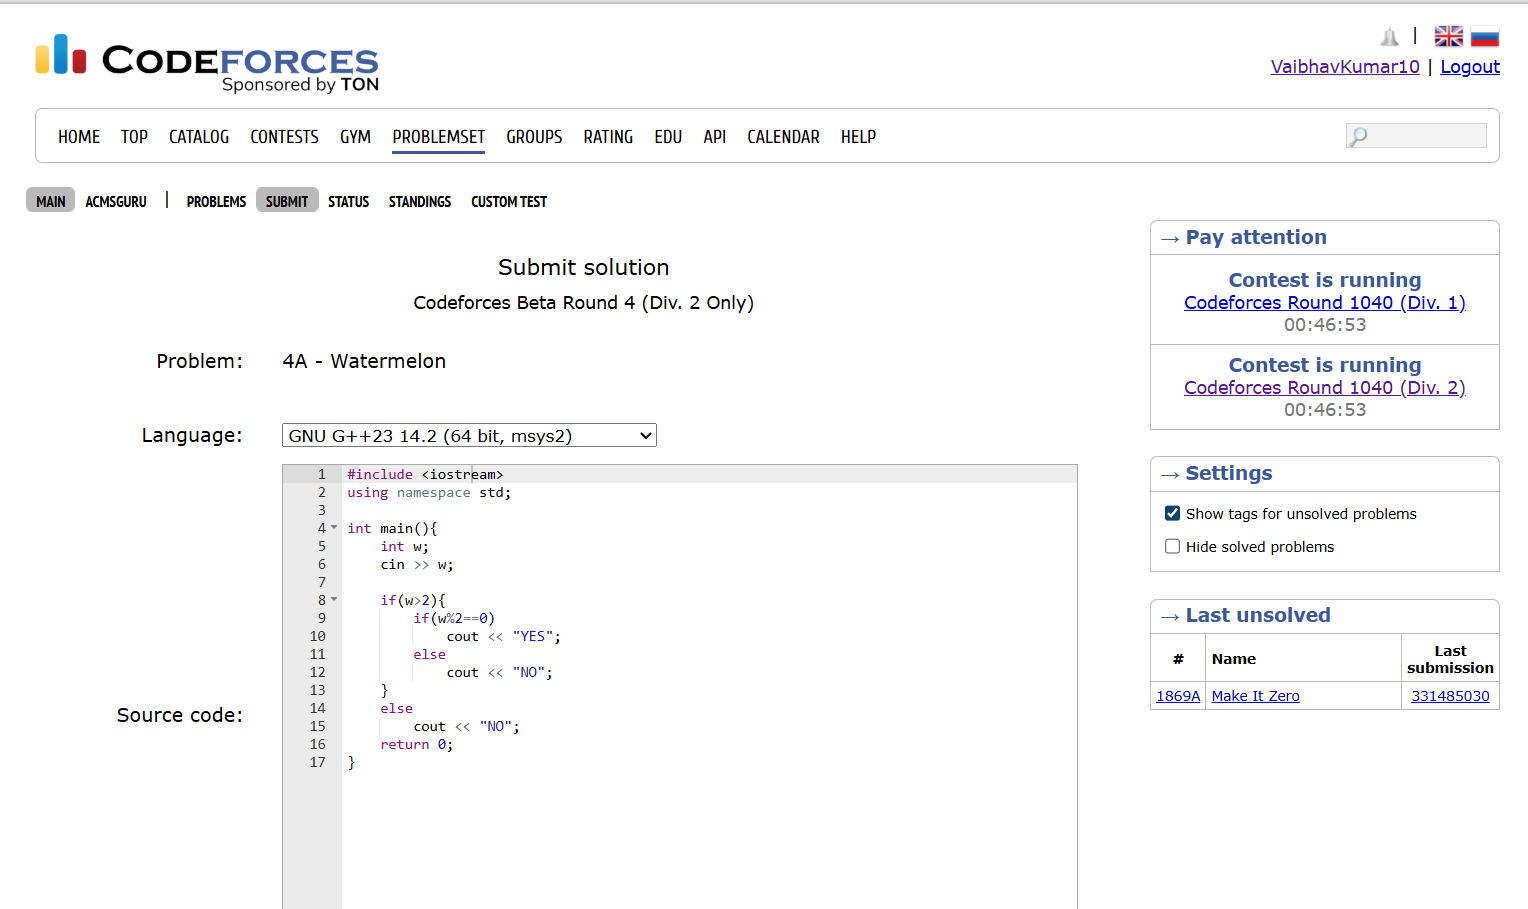 CODEFORCES
Sponsored by TON
|
VaibhavKumar10 | Logout
HOME TOP CATALOG CONTESTS GYM PROBLEMSET GROUPS RATING EDU API CALENDAR HELP
MAIN ACMSGURU | PROBLEMS SUBMIT STATUS STANDINGS CUSTOM TEST
Submit solution
Codeforces Beta Round 4 (Div. 2 Only)
Problem: 4A - Watermelon
Language: GNU G++23 14.2 (64 bit, msys2)
Source code:
1 #include <iostream>
2 using namespace std;
3
4 int main(){
5     int w;
6     cin >> w;
7
8     if(w>2){
9         if(w%2==0)
10             cout << "YES";
11         else
12             cout << "NO";
13     }
14     else
15         cout << "NO";
16     return 0;
17 }
→ Pay attention
Contest is running
Codeforces Round 1040 (Div. 1)
00:46:53
Contest is running
Codeforces Round 1040 (Div. 2)
00:46:53
→ Settings
Show tags for unsolved problems
Hide solved problems
→ Last unsolved
# Name Last submission
1869A Make It Zero 331485030